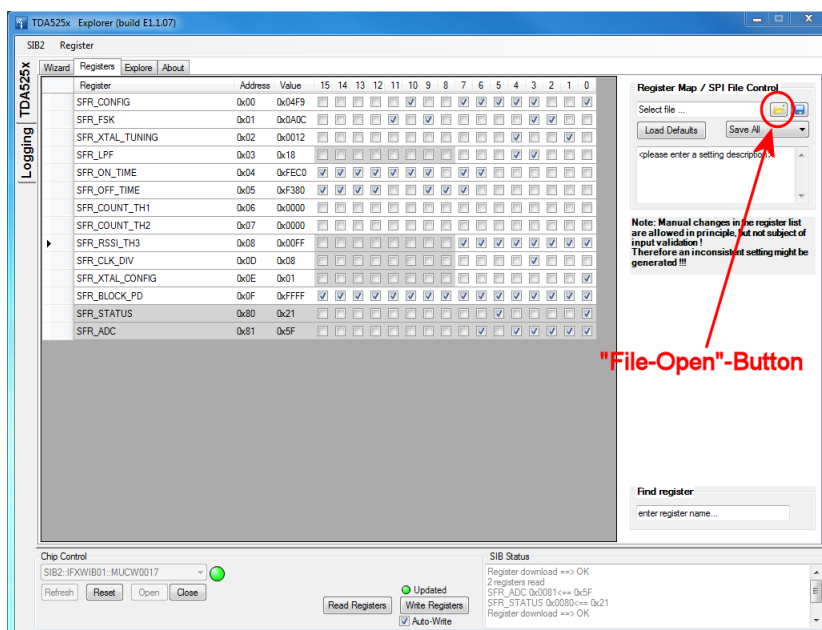 TDA525x Explorer (build E1.1.07)
SIB2 Register
TDA525x
Logging
Wizard Registers Explore About
Register Address Value 15 14 13 12 11 10 9 8 7 6 5 4 3 2 1 0
SFR_CONFIG 0x00 0x04F9
SFR_FSK 0x01 0x0A0C
SFR_XTAL_TUNING 0x02 0x0012
SFR_LPF 0x03 0x18
SFR_ON_TIME 0x04 0xFEC0
SFR_OFF_TIME 0x05 0xF380
SFR_COUNT_TH1 0x06 0x0000
SFR_COUNT_TH2 0x07 0x0000
SFR_RSSI_TH3 0x08 0x00FF
SFR_CLK_DIV 0x0D 0x08
SFR_XTAL_CONFIG 0x0E 0x01
SFR_BLOCK_PD 0x0F 0xFFFF
SFR_STATUS 0x80 0x21
SFR_ADC 0x81 0x5F
Register Map / SPI File Control
Select file ...
Load Defaults Save All
<please enter a setting description>
Note: Manual changes in the register list
are allowed in principle, but not subject of
input validation !
Therefore an inconsistent setting might be
generated !!!
"File-Open"-Button
Find register
enter register name...
Chip Control
SIB2::IFXWIB01::MUCW0017
Refresh Reset Open Close
Updated
Read Registers Write Registers
Auto-Write
SIB Status
Register download ==> OK
2 registers read
SFR_ADC 0x0081<== 0x5F
SFR_STATUS 0x0080<== 0x21
Register download ==> OK